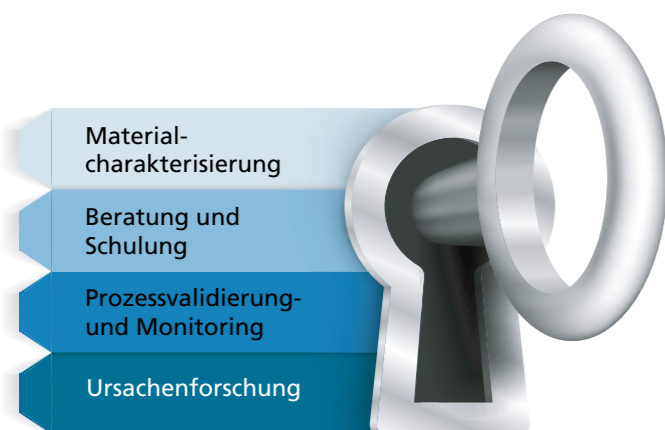 Material-
charakterisierung
Beratung und
Schulung
Prozessvalidierung-
und Monitoring
Ursachenforschung